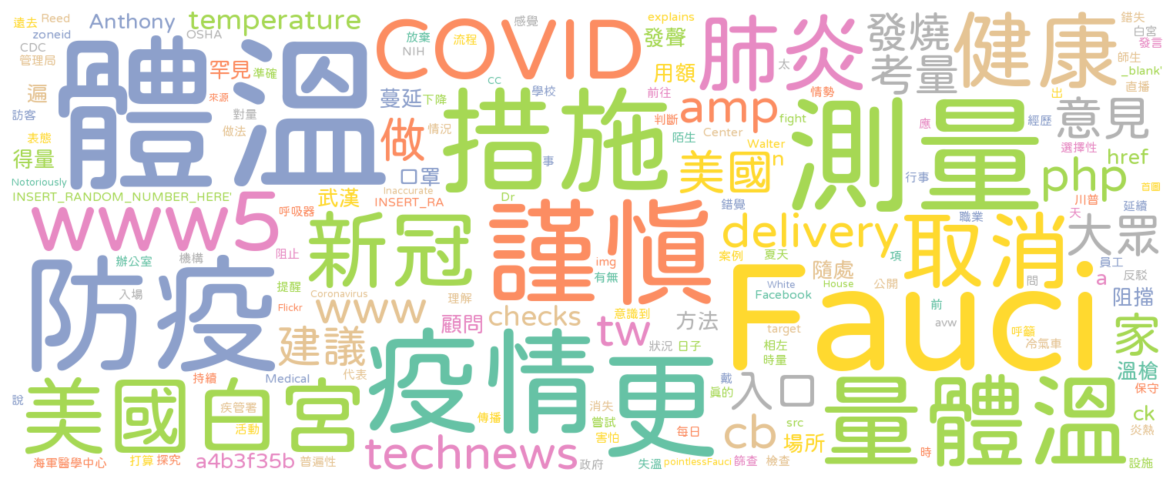 遠去 Reed Anthony temperature COVID 感覺 explains 錯失
zoneid OSHA 放棄 流程 發聲 肺炎 發燒 健康 白宮 發言
CDC 體溫 罕見 NIH 考量 師生
管理局 準確 蔓延 下降 cc 太 _blank'
遍 來源 學校 用額 前往 情勢 出 直播
訪客 對量 措施 amp 判斷 fight 應 經歷 意見
表態 做法 做 情況 陌生 Center 測量 選擇性
得量 口罩 事 美國 Walter n php href
Notoriously Inaccurate 行事 川普 首圖
INSERT_RANDOM_NUMBER_HERE' 武漢 INSERT_RA Dr 錯覺 天 延續
www5 呼吸器 新冠 謹慎 delivery 取消 職業 大眾
辦公室 機構 阻止 img 有無 案例 夏天 項 員工
防疫 入場 提醒 Coronavirus 理解 意識到 White House 隨處 公開 問 a 反駁
Flickr www 顧問 checks Facebook 前 阻擋
建議 tw 方法 Fauci target avw 呼籲
持續 代表 疫情 狀況 日子 相左 時量 冷氣車 家
美國白宮 Medical 更 戴 入口 溫槍
說 疾管署 傳播 消失 嘗試 真的 保守
活動 害怕 每日 cb src 量體溫 ck
海軍醫學中心 打算 探究 a4b3f35b 普遍性 technews 政府 失溫 pointlessFauci 篩查 場所 檢查 時 炎熱 設施